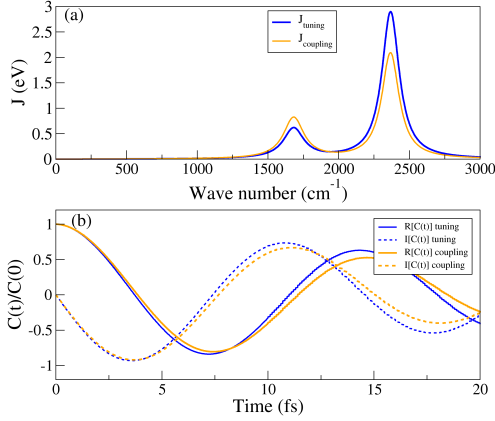 (a)
J_tuning
J_coupling
3
2.5
2
1.5
1
0.5
0
J (eV)
0 500 1000 1500 2000 2500 3000
Wave number (cm^-1)
(b)
R[C(t)] tuning
I[C(t)] tuning
R[C(t)] coupling
I[C(t)] coupling
1
0.5
0
-0.5
-1
C(t)/C(0)
0 5 10 15 20
Time (fs)